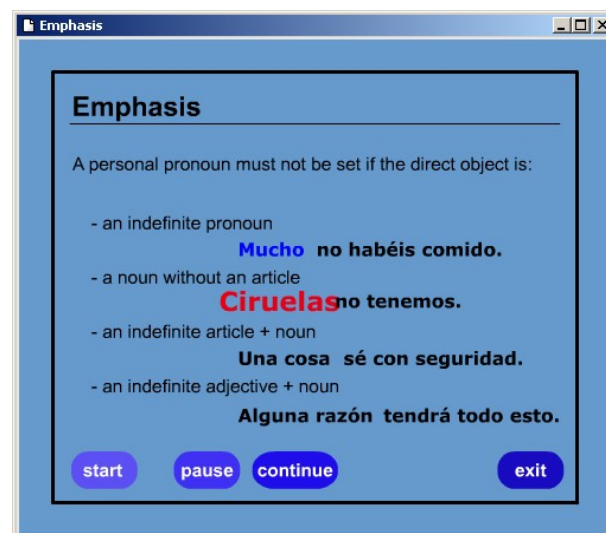 Emphasis
Emphasis
A personal pronoun must not be set if the direct object is:
- an indefinite pronoun
Mucho no habéis comido.
- a noun without an article
Ciruelas no tenemos.
- an indefinite article + noun
Una cosa sé con seguridad.
- an indefinite adjective + noun
Alguna razón tendrá todo esto.
start pause continue exit